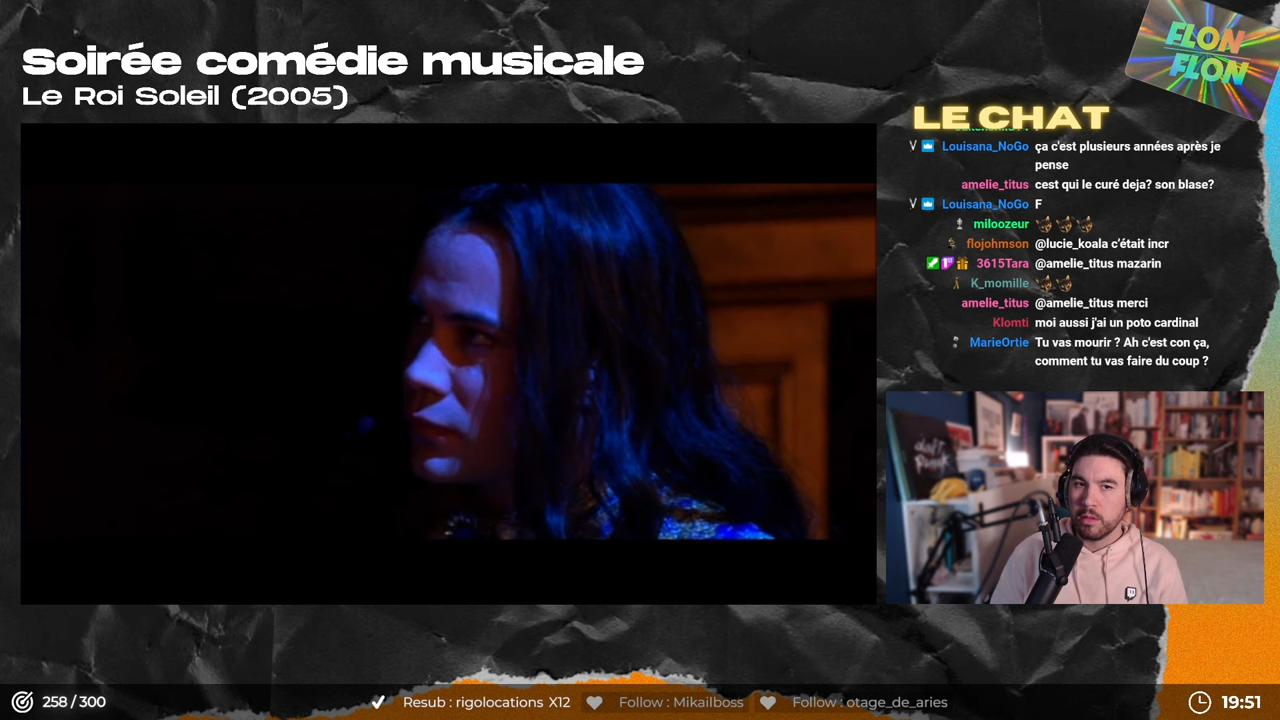 Soirée comédie musicale
Le Roi Soleil (2005)
FLON
FLON
LE CHAT
Louisana_NoGo ça c'est plusieurs années après je
pense
amelie_titus cest qui le curé deja? son blase?
Louisana_NoGo F
miloozeur
flojohmson @lucie_koala c'était incr
3615Tara @amelie_titus mazarin
K_momille
amelie_titus @amelie_titus merci
Klomti moi aussi j'ai un poto cardinal
MarieOrtie Tu vas mourir ? Ah c'est con ça,
comment tu vas faire du coup ?
daft
punk
258 / 300
Resub : rigolocations X12
Follow : Mikailboss
Follow : otage_de_aries
19:51